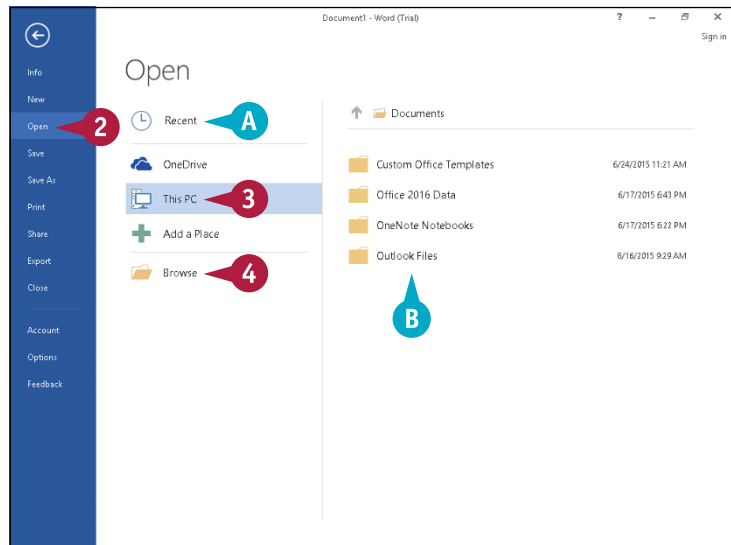 Document1 - Word (Trial)
?
Sign in
Info
New
Open
Save
Save As
Print
Share
Export
Close
Account
Options
Feedback
2
Open
Recent
A
OneDrive
This PC
3
Add a Place
Browse
4
Documents
Custom Office Templates 6/24/2015 11:21 AM
Office 2016 Data 6/17/2015 6:43 PM
OneNote Notebooks 6/17/2015 6:22 PM
Outlook Files 8/16/2015 9:29 AM
B